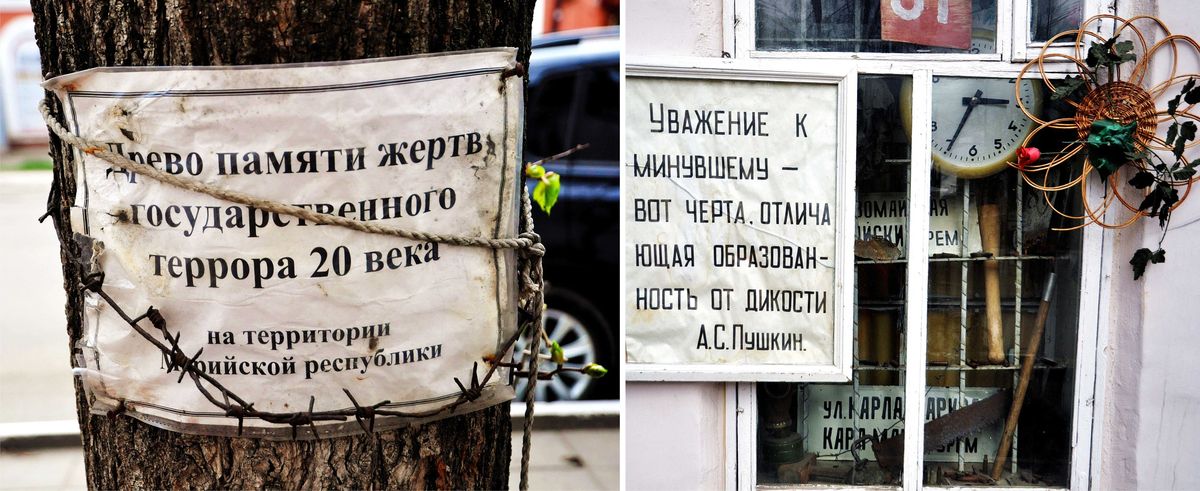 Древо памяти жертв
государственного
террора 20 века
на территории
Марийской республики
УВАЖЕНИЕ К
МИНУВШЕМУ –
ВОТ ЧЕРТА, ОТЛИЧА
ЮЩАЯ ОБРАЗОВАН-
НОСТЬ ОТ ДИКОСТИ
А.С.ПУШКИН.
УЛ.КАРЛА